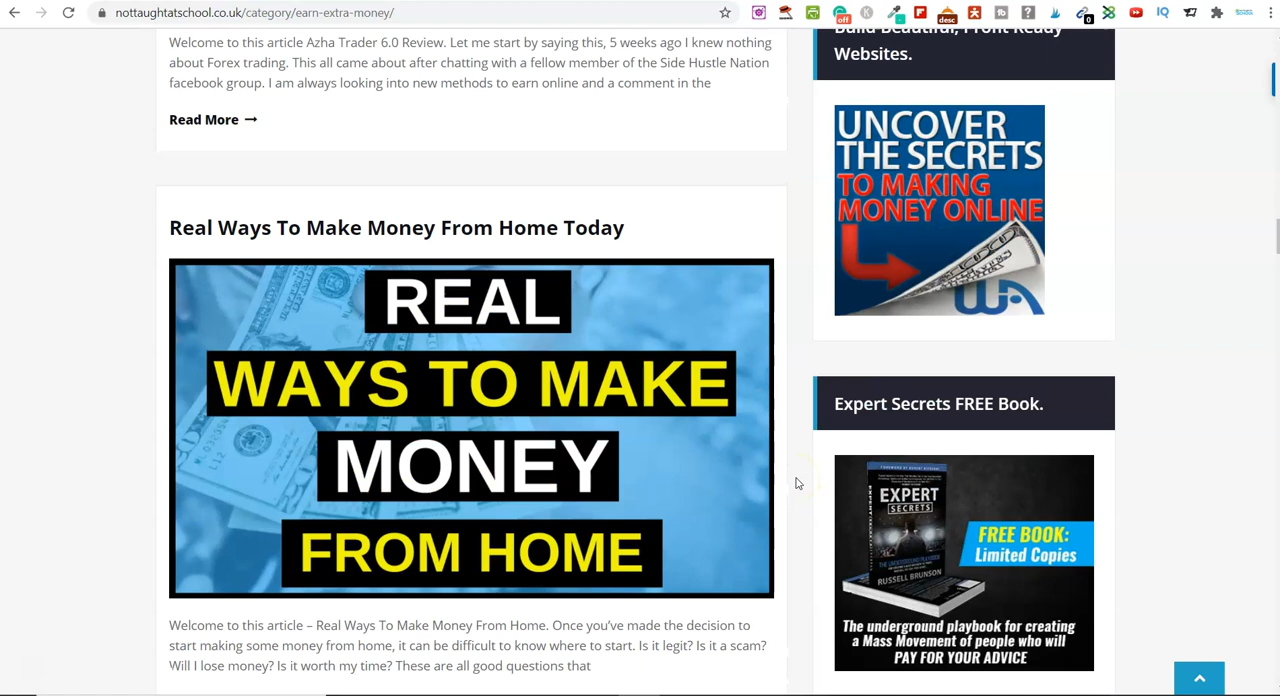 nottaughtatschool.co.uk/category/earn-extra-money/
off
desc
0
IQ
Welcome to this article Azha Trader 6.0 Review. Let me start by saying this, 5 weeks ago I knew nothing
about Forex trading. This all came about after chatting with a fellow member of the Side Hustle Nation
facebook group. I am always looking into new methods to earn online and a comment in the
Read More
Real Ways To Make Money From Home Today
REAL
WAYS TO MAKE
MONEY
FROM HOME
Welcome to this article – Real Ways To Make Money From Home. Once you’ve made the decision to
start making some money from home, it can be difficult to know where to start. Is it legit? Is it a scam?
Will I lose money? Is it worth my time? These are all good questions that
Build Beautiful, Profit Ready
Websites.
UNCOVER
THE SECRETS
TO MAKING
MONEY ONLINE
WA
Expert Secrets FREE Book.
EXPERT
SECRETS
RUSSELL BRUNSON
FREE BOOK:
Limited Copies
The underground playbook for creating
a Mass Movement of people who will
PAY FOR YOUR ADVICE